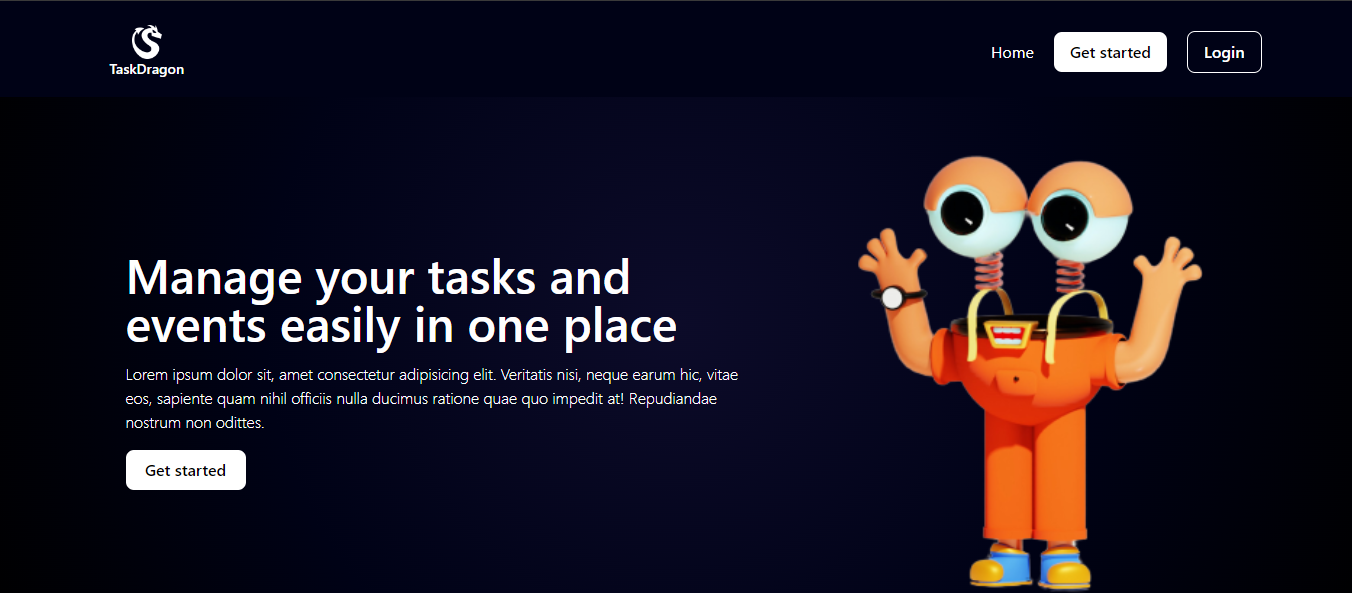 TaskDragon
Home
Get started
Login
Manage your tasks and
events easily in one place
Lorem ipsum dolor sit, amet consectetur adipisicing elit. Veritatis nisi, neque earum hic, vitae
eos, sapiente quam nihil officiis nulla ducimus ratione quae quo impedit at! Repudiandae
nostrum non odittes.
Get started